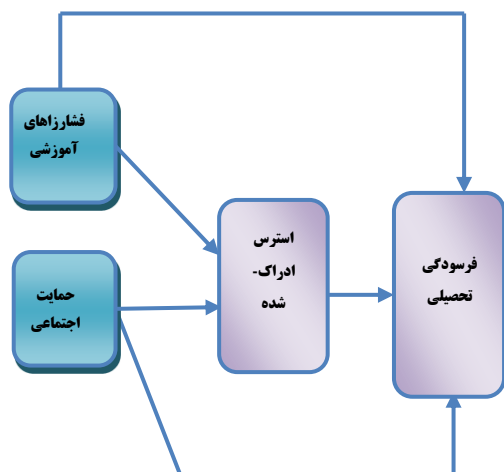 فشارزاهای
آموزشی
حمایت
اجتماعی
استرس
ادراک-
شده
فرسودگی
تحصیلی